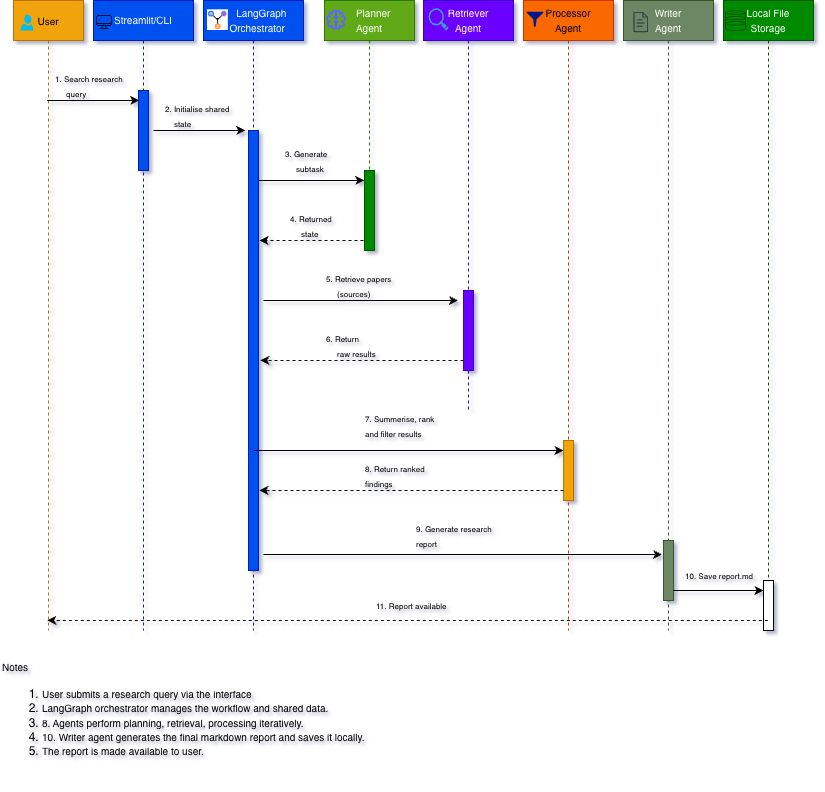 User
Streamlit/CLI
LangGraph
Orchestrator
Planner
Agent
Retriever
Agent
Processor
Agent
Writer
Agent
Local File
Storage
1. Search research
query
2. Initialise shared
state
3. Generate
subtask
4. Returned
state
5. Retrieve papers
(sources)
6. Return
raw results
7. Summerise, rank
and filter results
8. Return ranked
findings
9. Generate research
report
10. Save report.md
11. Report available
Notes
1. User submits a research query via the interface
2. LangGraph orchestrator manages the workflow and shared data.
3. 8. Agents perform planning, retrieval, processing iteratively.
4. 10. Writer agent generates the final markdown report and saves it locally.
5. The report is made available to user.